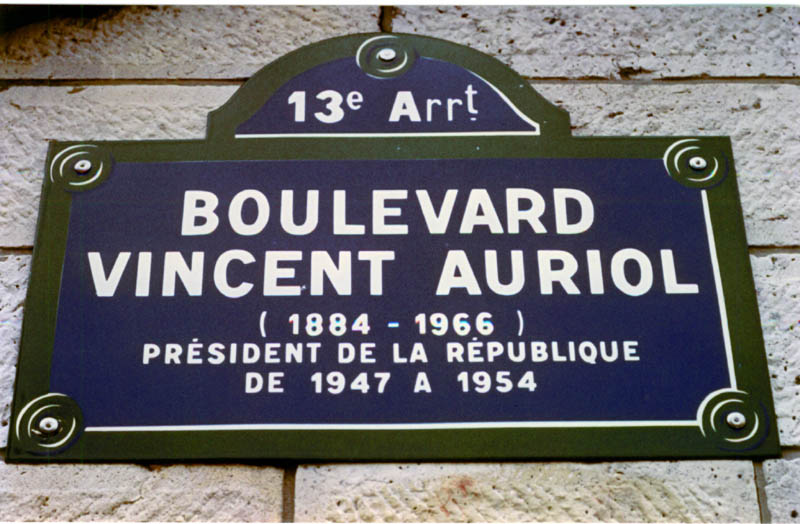 13e Arrt
BOULEVARD
VINCENT AURIOL
( 1884 - 1966 )
PRÉSIDENT DE LA RÉPUBLIQUE
DE 1947 A 1954